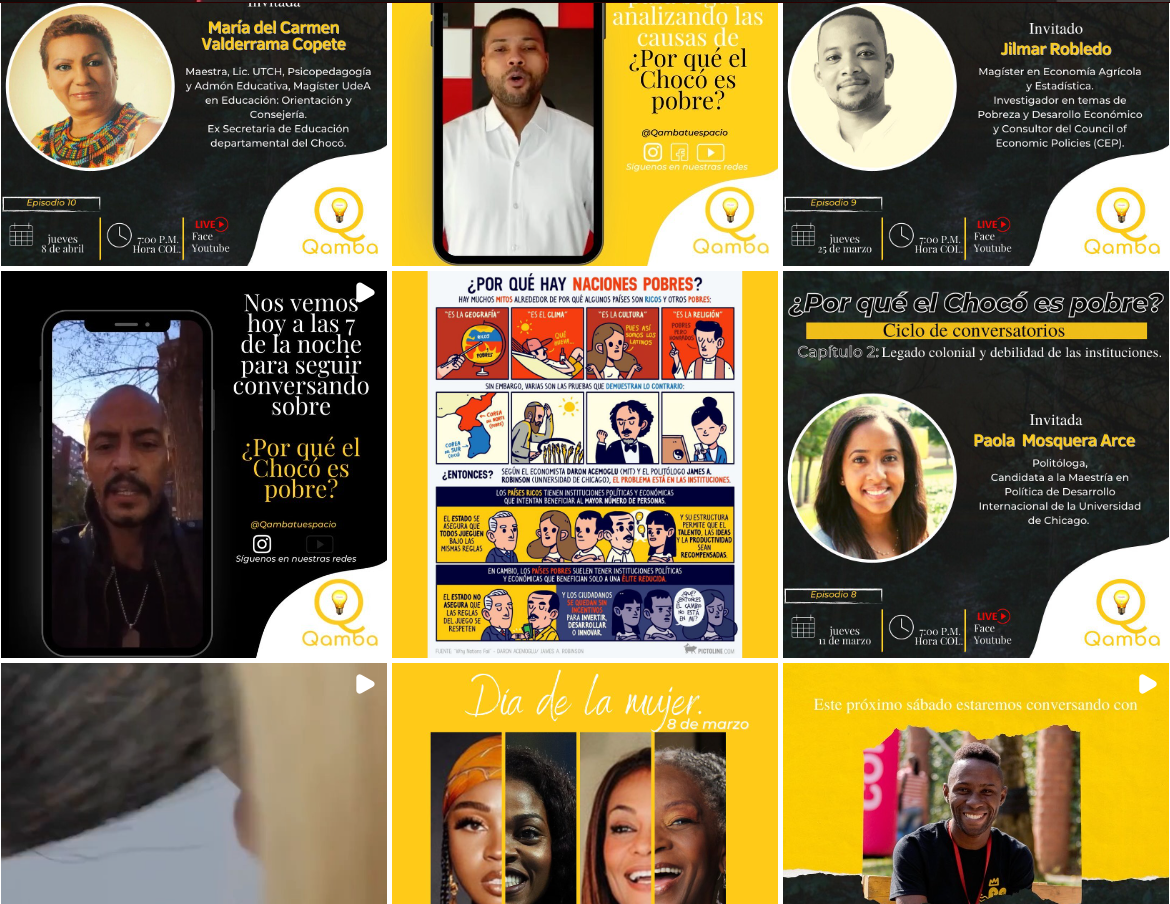 Invitada
María del Carmen
Valderrama Copete
Maestra, Lic. UTCH, Psicopedagogía
y Admón Educativa, Magíster UdeA
en Educación: Orientación y
Consejería.
Ex Secretaria de Educación
departamental del Chocó.
Episodio 10
jueves
8 de abril
7:00 P.M.
Hora COL.
LIVE
Face
Youtube
Qamba
analizando las
causas de
¿Por qué el
Chocó es
pobre?
@Qambatuespacio
Síguenos en nuestras redes
Qamba
Invitado
Jilmar Robledo
Magíster en Economía Agrícola
y Estadística.
Investigador en temas de
Pobreza y Desarollo Económico
y Consultor del Council of
Economic Policies (CEP).
Episodio 9
jueves
25 de marzo
7:00 P.M.
Hora COL.
LIVE
Face
Youtube
Qamba
Nos vemos
hoy a las 7
de la noche
para seguir
conversando
sobre
¿Por qué el
Chocó es
pobre?
@Qambatuespacio
Síguenos en nuestras redes
Qamba
¿POR QUÉ HAY NACIONES POBRES?
HAY MUCHOS MITOS ALREDEDOR DE POR QUÉ ALGUNOS PAÍSES SON RICOS Y OTROS POBRES:
"ES LA GEOGRAFÍA"
"ES EL CLIMA"
"ES LA CULTURA"
"ES LA RELIGIÓN"
RICOS
POBRES
QUÉ
HUEVA...
PUES ASÍ
SOMOS LOS
LATINOS
POBRES
PERO
HONRADOS...
SIN EMBARGO, VARIAS SON LAS PRUEBAS QUE DEMUESTRAN LO CONTRARIO:
COREA
DEL NORTE
(POBRE)
COREA
DEL SUR
(RICO)
¿ENTONCES?
SEGÚN EL ECONOMISTA DARON ACEMOGLU (MIT) Y EL POLITÓLOGO JAMES A.
ROBINSON (UNIVERSIDAD DE CHICAGO), EL PROBLEMA ESTÁ EN LAS INSTITUCIONES.
LOS PAÍSES RICOS TIENEN INSTITUCIONES POLÍTICAS Y ECONÓMICAS
QUE INTENTAN BENEFICIAR AL MAYOR NÚMERO DE PERSONAS.
EL ESTADO SE
ASEGURA QUE
TODOS JUEGUEN
BAJO LAS
MISMAS REGLAS
Y SU ESTRUCTURA
PERMITE QUE EL
TALENTO, LAS IDEAS
Y LA PRODUCTIVIDAD
SEAN
RECOMPENSADAS.
EN CAMBIO, LOS PAÍSES POBRES SUELEN TENER INSTITUCIONES POLÍTICAS
Y ECONÓMICAS QUE BENEFICIAN SOLO A UNA ÉLITE REDUCIDA.
EL ESTADO NO
ASEGURA QUE
LAS REGLAS
DEL JUEGO SE
RESPETEN
Y LOS CIUDADANOS
SE QUEDAN SIN
INCENTIVOS
PARA INVERTIR,
DESARROLLAR
O INNOVAR.
¿QUÉ?
ENTONCES
EL CAMBIO
NO ESTÁ
EN MÍ?
FUENTE: "Why Nations Fail" - DARON ACEMOGLU/ JAMES A. ROBINSON
PICTOLINE.COM
¿Por qué el Chocó es pobre?
Ciclo de conversatorios
Capítulo 2: Legado colonial y debilidad de las instituciones.
Invitada
Paola Mosquera Arce
Politóloga,
Candidata a la Maestría en
Política de Desarrollo
Internacional de la Universidad
de Chicago.
Episodio 8
jueves
11 de marzo
7:00 P.M.
Hora COL.
LIVE
Face
Youtube
Qamba
Día de la mujer.
8 de marzo
Este próximo sábado estaremos conversando con